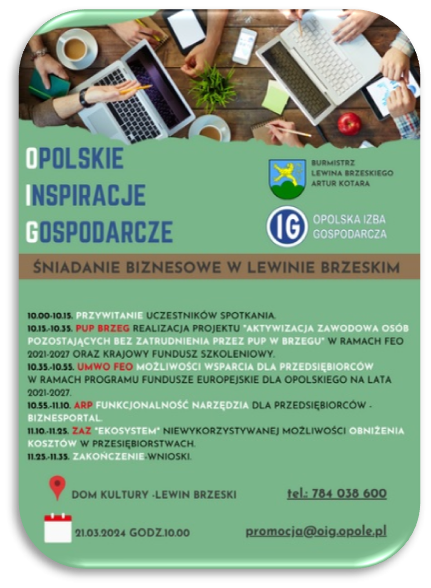 OPOLSKIE
INSPIRACJE
GOSPODARCZE
BURMISTRZ
LEWINA BRZESKIEGO
ARTUR KOTARA
IG OPOLSKA IZBA
GOSPODARCZA
ŚNIADANIE BIZNESOWE W LEWINIE BRZESKIM
10.00-10.15. PRZYWITANIE UCZESTNIKÓW SPOTKANIA.
10.15.-10.35. PUP BRZEG REALIZACJA PROJEKTU "AKTYWIZACJA ZAWODOWA OSÓB
POZOSTAJĄCYCH BEZ ZATRUDNIENIA PRZEZ PUP W BRZEGU" W RAMACH FEO
2021-2027 ORAZ KRAJOWY FUNDUSZ SZKOLENIOWY.
10.35.-10.55. UMWO FEO MOŻLIWOŚCI WSPARCIA DLA PRZEDSIĘBIORCÓW
W RAMACH PROGRAMU FUNDUSZE EUROPEJSKIE DLA OPOLSKIEGO NA LATA
2021-2027.
10.55.-11.10. ARP FUNKCJONALNOŚĆ NARZĘDZIA DLA PRZEDSIĘBIORCÓW -
BIZNESPORTAL.
11.10.-11.25. ZAZ "EKOSYSTEM" NIEWYKORZYSTYWANEJ MOŻLIWOŚCI OBNIŻENIA
KOSZTÓW W PRZESIĘBIORSTWACH.
11.25.-11.35. ZAKOŃCZENIE-WNIOSKI.
DOM KULTURY -LEWIN BRZESKI
tel.: 784 038 600
21.03.2024 GODZ.10.00
promocja@oig.opole.pl